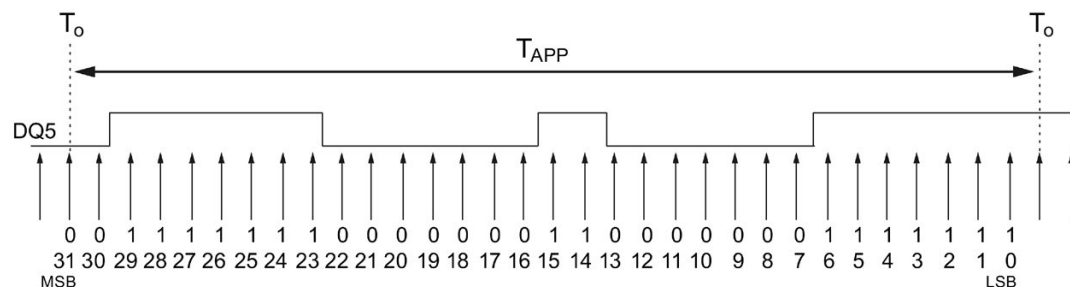 T₀ T₀
T_APP
DQ5
0 0 1 1 1 1 1 1 1 0 0 0 0 0 0 0 1 1 0 0 0 0 0 0 0 1 1 1 1 1 1 1
31 30 29 28 27 26 25 24 23 22 21 20 19 18 17 16 15 14 13 12 11 10 9 8 7 6 5 4 3 2 1 0
MSB LSB